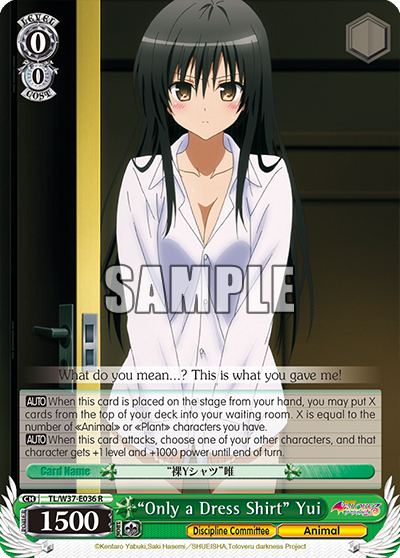 LEVEL
0
0
COST
SAMPLE
What do you mean...? This is what you gave me!
AUTO When this card is placed on the stage from your hand, you may put X
cards from the top of your deck into your waiting room. X is equal to the
number of «Animal» or «Plant» characters you have.
AUTO When this card attacks, choose one of your other characters, and that
character gets +1 level and +1000 power until end of turn.
Card Name
“裸Yシャツ”唯
CH TL/W37-E036 R
1500
“Only a Dress Shirt” Yui
Discipline Committee
Animal
©Kentaro Yabuki,Saki Hasemi／SHUEISHA,Toloveru darkness Project